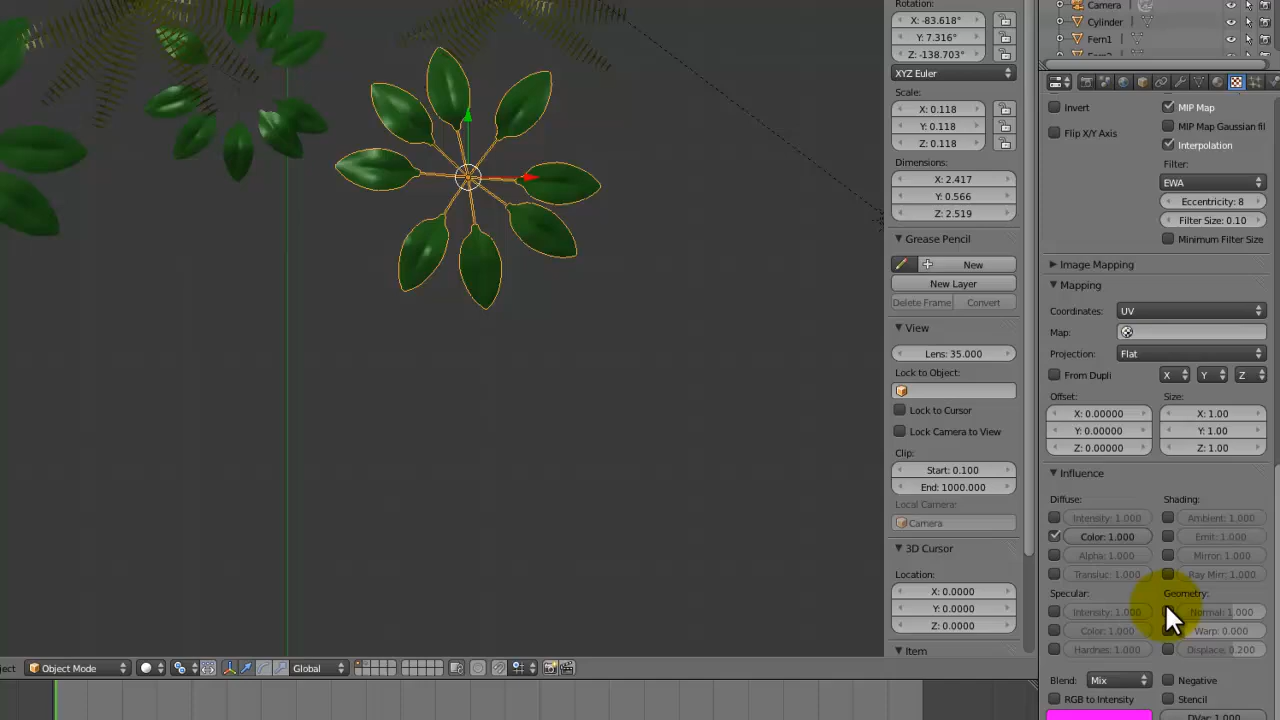 Rotation:
X: -83.618°
Y: 7.316°
Z: -138.703°
XYZ Euler
Scale:
X: 0.118
Y: 0.118
Z: 0.118
Dimensions:
X: 2.417
Y: 0.566
Z: 2.519
Grease Pencil
New
New Layer
Delete Frame Convert
View
Lens: 35.000
Lock to Object:
Lock to Cursor
Lock Camera to View
Clip:
Start: 0.100
End: 1000.000
Local Camera:
Camera
3D Cursor
Location:
X: 0.0000
Y: 0.0000
Z: 0.0000
Item
Camera
Cylinder
Fern1
Invert MIP Map
MIP Map Gaussian fil
Flip X/Y Axis Interpolation
Filter:
EWA
Eccentricity: 8
Filter Size: 0.10
Minimum Filter Size
Image Mapping
Mapping
Coordinates: UV
Map:
Projection: Flat
From Dupli X Y Z
Offset: Size:
X: 0.00000 X: 1.00
Y: 0.00000 Y: 1.00
Z: 0.00000 Z: 1.00
Influence
Diffuse: Shading:
Intensity: 1.000 Ambient: 1.000
Color: 1.000 Emit: 1.000
Alpha: 1.000 Mirror: 1.000
Transluc: 1.000 Ray Mirr: 1.000
Specular: Geometry:
Intensity: 1.000 Normal: 1.000
Color: 1.000 Warp: 0.000
Hardnes: 1.000 Displace: 0.200
Blend: Mix Negative
RGB to Intensity Stencil
DVar: 1.000
ject Object Mode Global